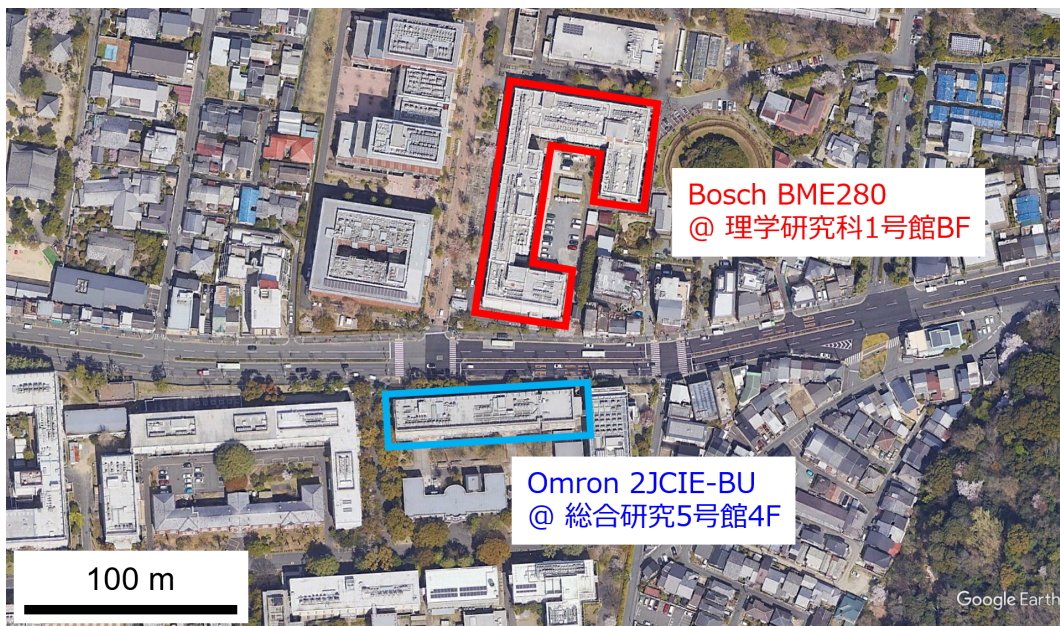 Bosch BME280
@ 理学研究科1号館BF
Omron 2JCIE-BU
@ 総合研究5号館4F
100 m
Google Earth